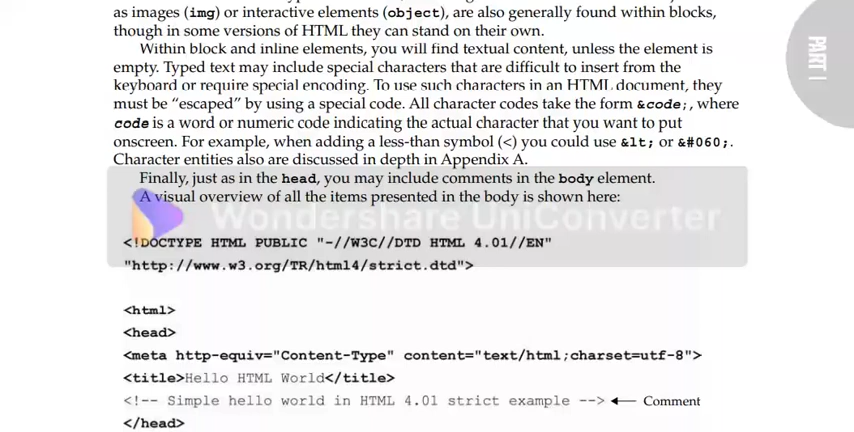 as images (img) or interactive elements (object), are also generally found within blocks,
though in some versions of HTML they can stand on their own.
Within block and inline elements, you will find textual content, unless the element is
empty. Typed text may include special characters that are difficult to insert from the
keyboard or require special encoding. To use such characters in an HTML document, they
must be “escaped” by using a special code. All character codes take the form &code;, where
code is a word or numeric code indicating the actual character that you want to put
onscreen. For example, when adding a less-than symbol (<) you could use &lt; or &#060;.
Character entities also are discussed in depth in Appendix A.
Finally, just as in the head, you may include comments in the body element.
A visual overview of all the items presented in the body is shown here:
Wondershare UniConverter
<!DOCTYPE HTML PUBLIC "-//W3C//DTD HTML 4.01//EN"
"http://www.w3.org/TR/html4/strict.dtd">
<html>
<head>
<meta http-equiv="Content-Type" content="text/html;charset=utf-8">
<title>Hello HTML World</title>
<!-- Simple hello world in HTML 4.01 strict example --> Comment
</head>
PART I